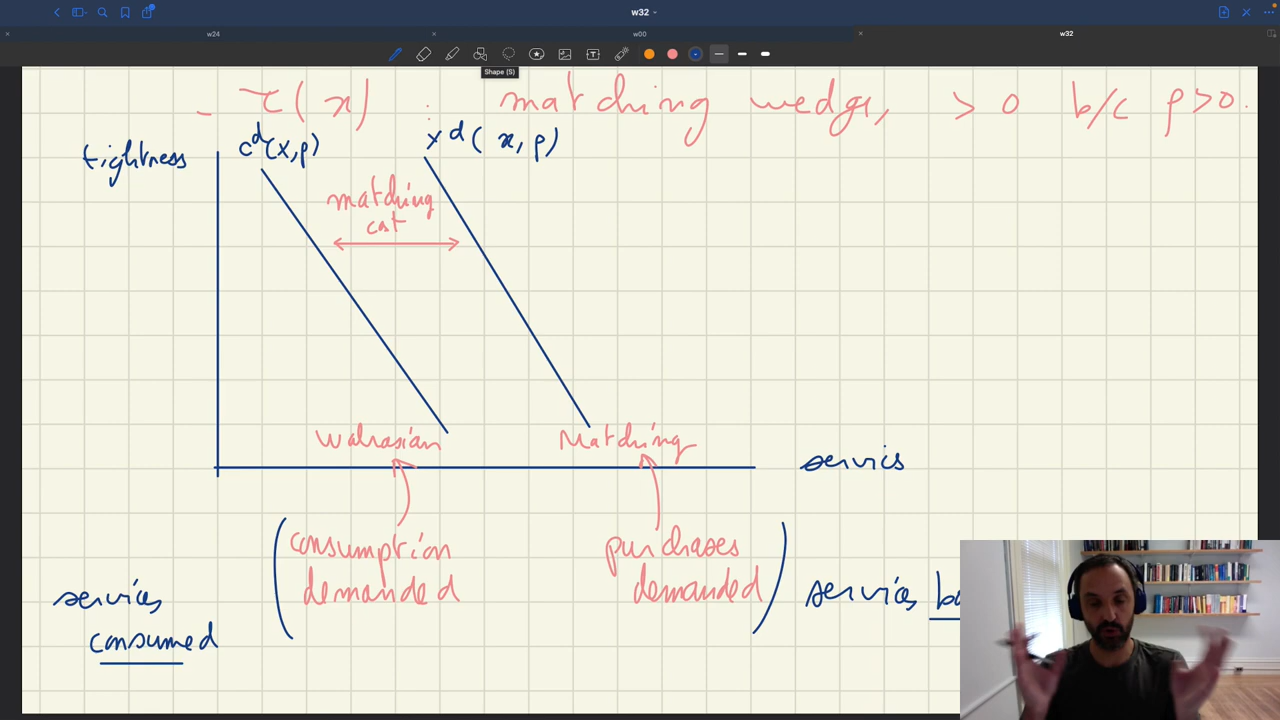 w32
w24
w00
w32
Shape (S)
- τ(x) : matching wedge, > 0 b/c ρ>0.
tightness
c^d(x,p)
x^d(x,p)
matching
cost
Walrasian
Matching
services
consumption
demanded
purchases
demanded
services
consumed
services